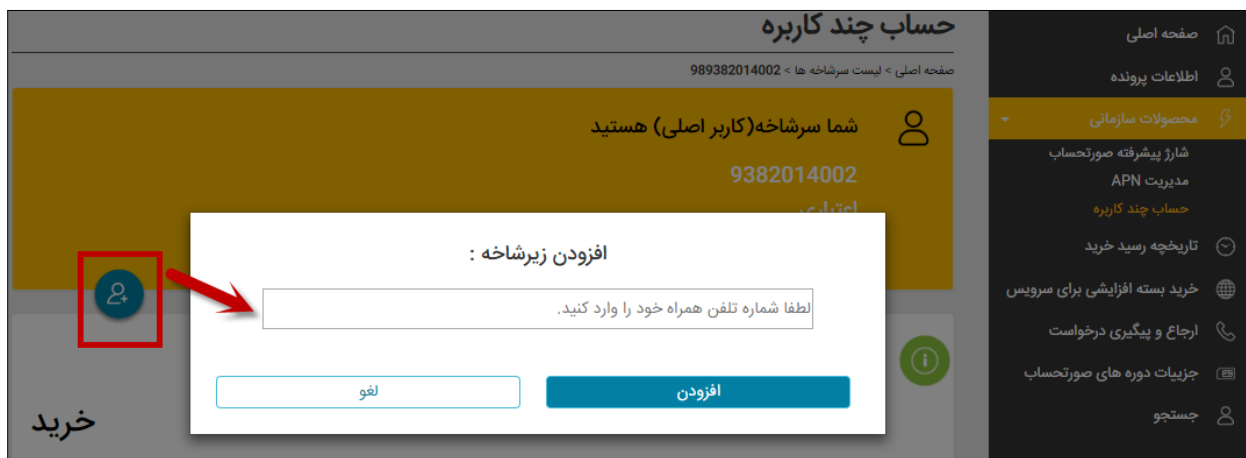 حساب چند کاربره
صفحه اصلی > لیست سرشاخه ها > 989382014002
شما سرشاخه(کاربر اصلی) هستید
9382014002
اعتباری
افزودن زیرشاخه :
لطفا شماره تلفن همراه خود را وارد کنید.
افزودن
لغو
خرید
صفحه اصلی
اطلاعات پرونده
محصولات سازمانی
شارژ پیشرفته صورتحساب
مدیریت APN
حساب چند کاربره
تاریخچه رسید خرید
خرید بسته افزایشی برای سرویس
ارجاع و پیگیری درخواست
جزییات دوره های صورتحساب
جستجو